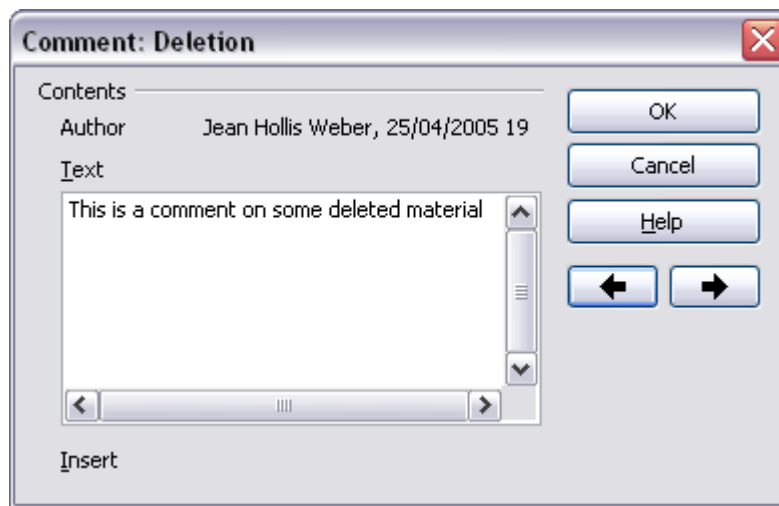 Comment: Deletion
Contents
Author Jean Hollis Weber, 25/04/2005 19
Text
This is a comment on some deleted material
Insert
OK
Cancel
Help